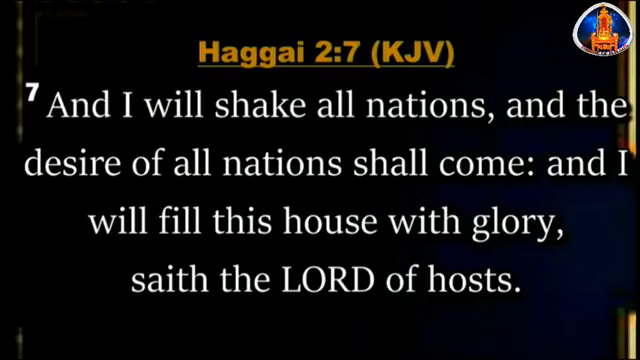 Haggai 2:7 (KJV)
7 And I will shake all nations, and the
desire of all nations shall come: and I
will fill this house with glory,
saith the LORD of hosts.